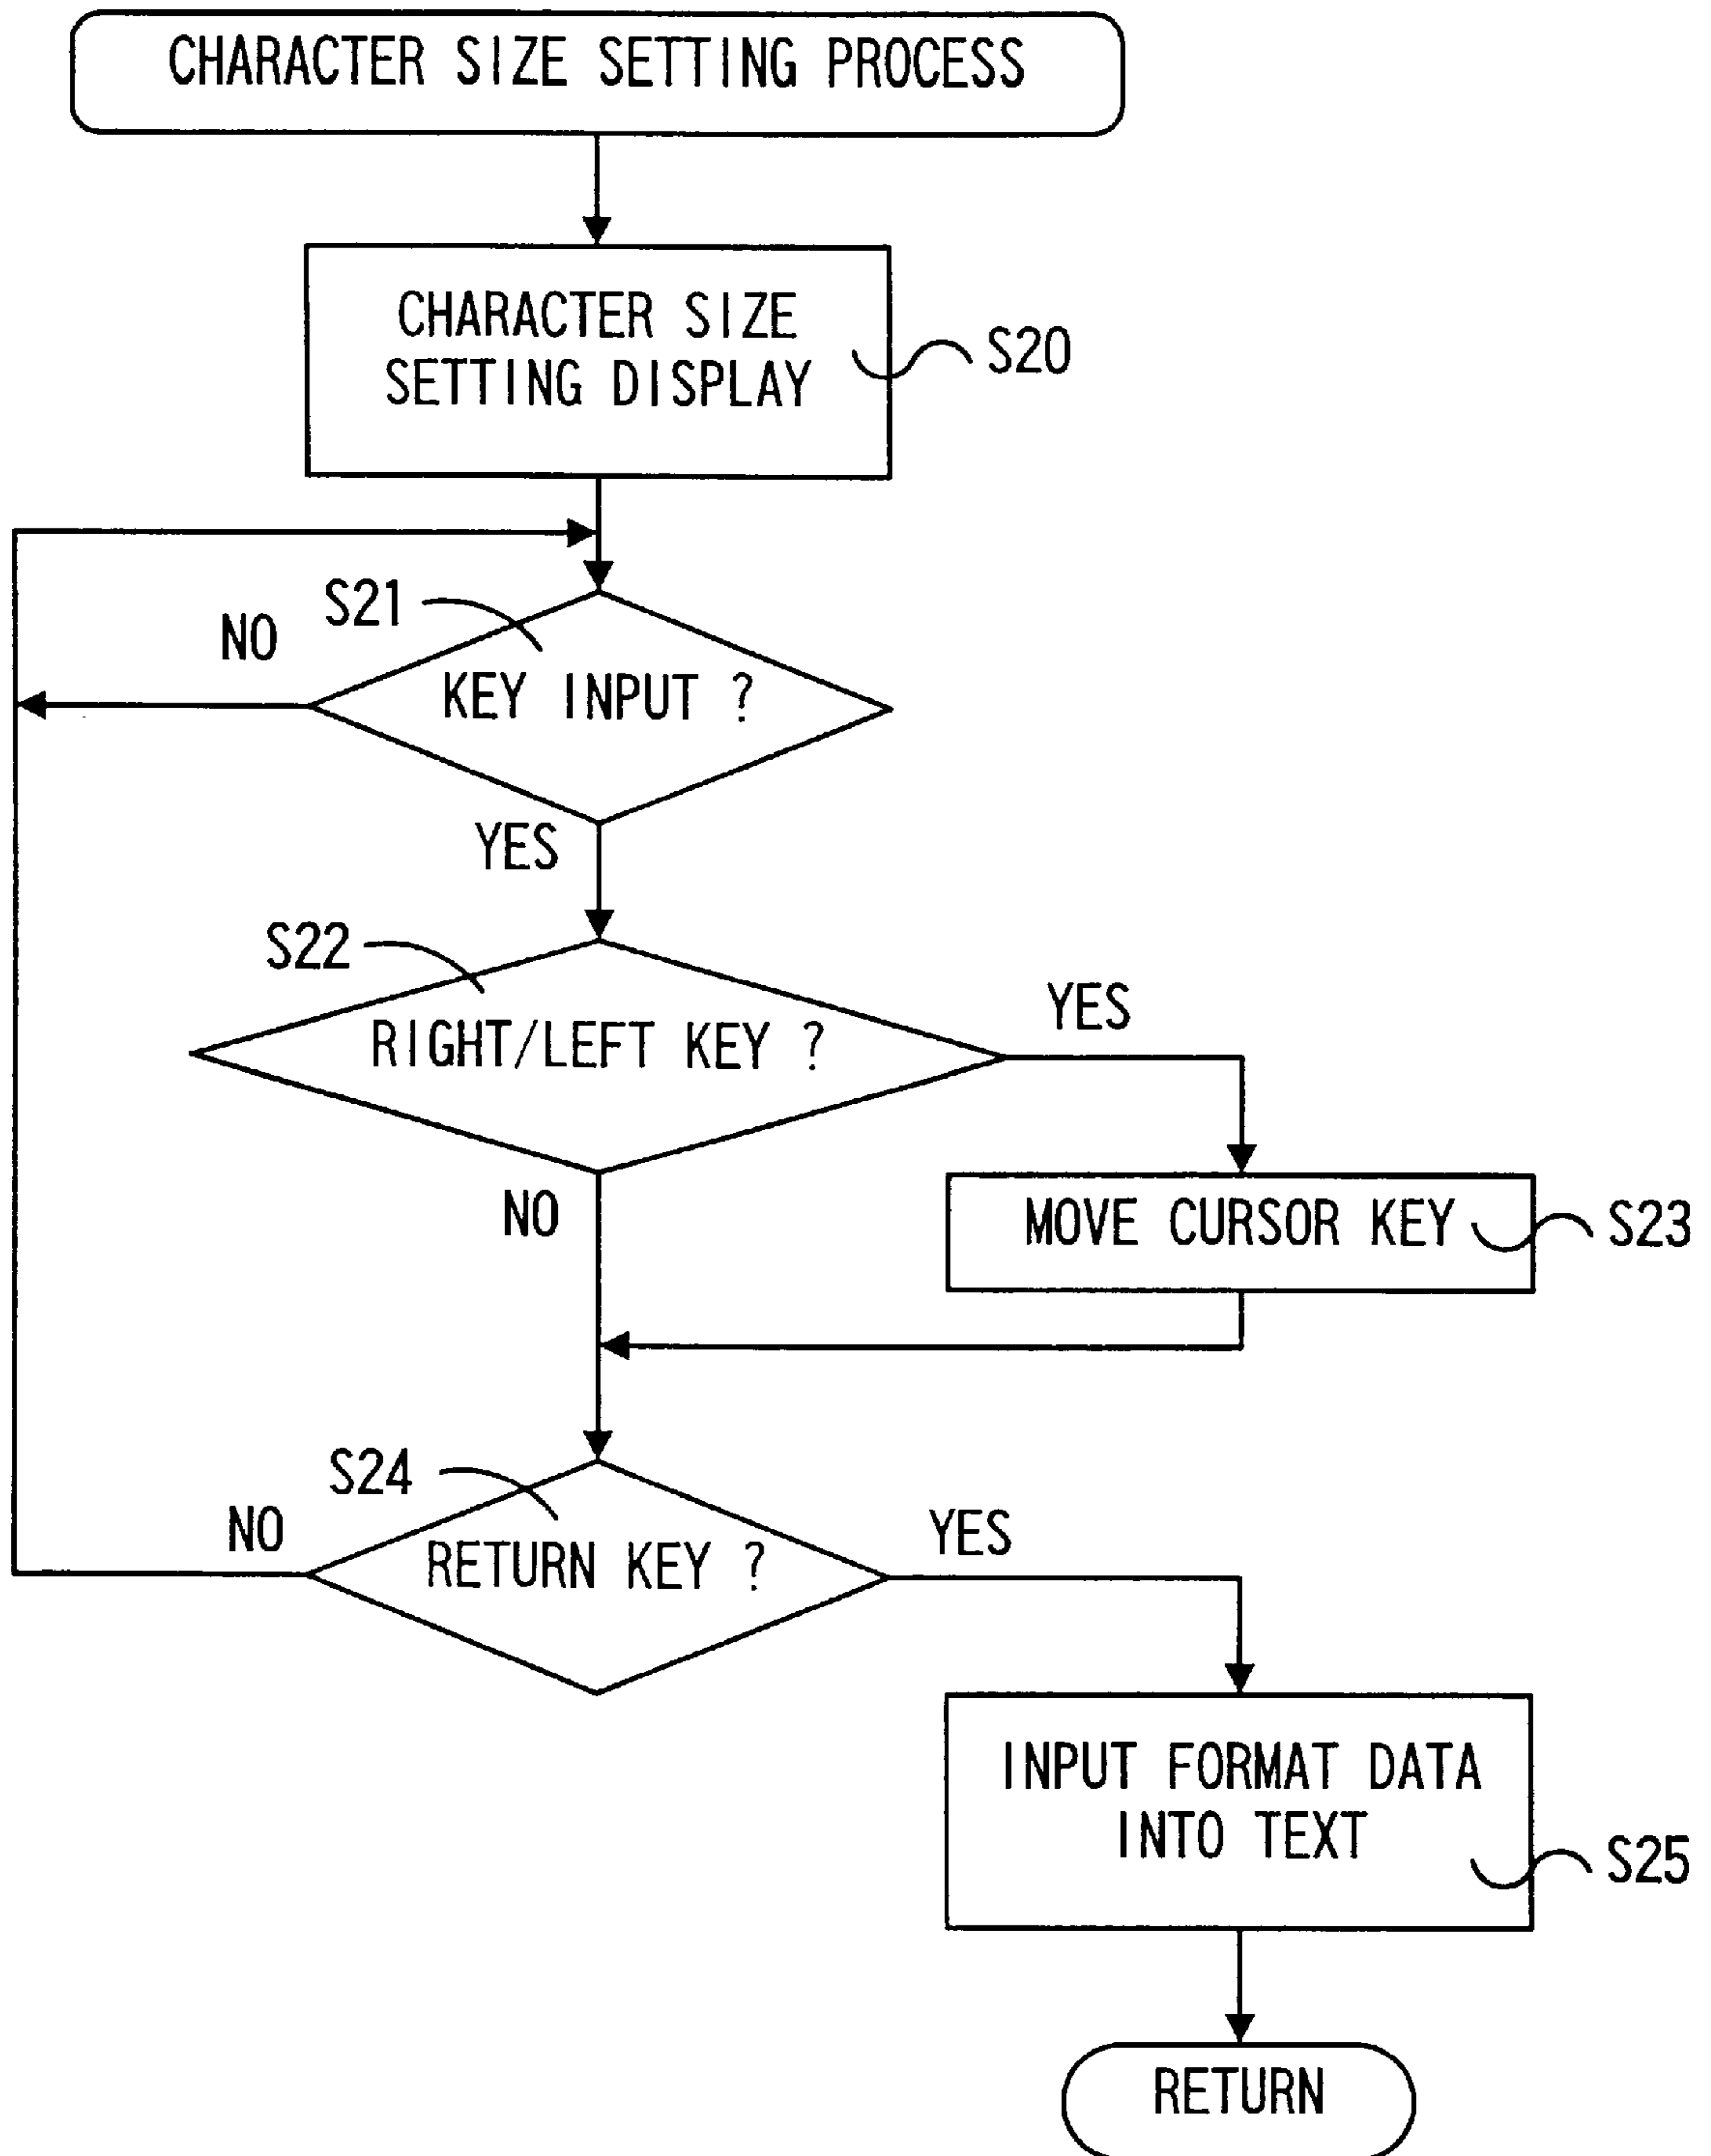 CHARACTER SIZE SETTING PROCESS
CHARACTER SIZE
SETTING DISPLAY
S20
S21
NO
KEY INPUT ?
YES
S22
YES
RIGHT/LEFT KEY ?
NO
MOVE CURSOR KEY
S23
S24
NO
YES
RETURN KEY ?
INPUT FORMAT DATA
INTO TEXT
S25
RETURN